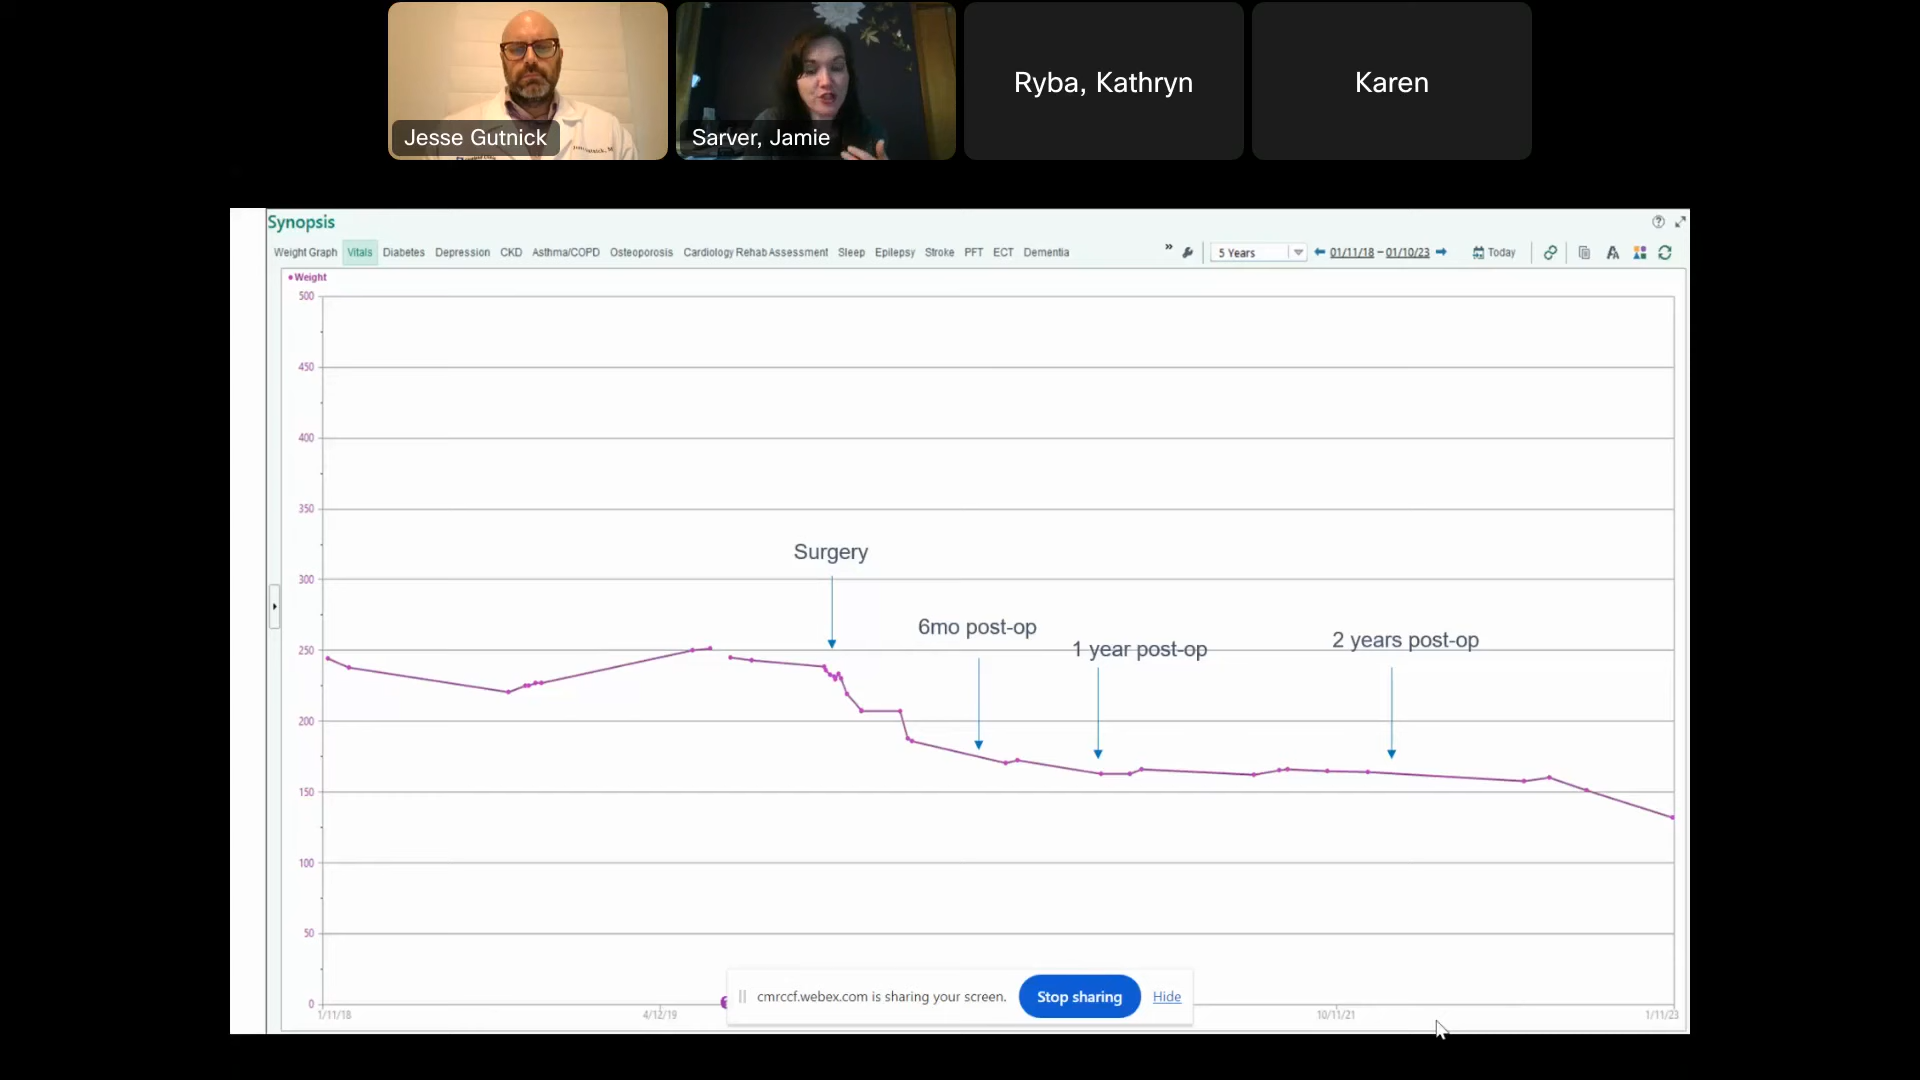 Jesse Gutnick
Sarver, Jamie
Ryba, Kathryn
Karen
Synopsis
Weight Graph Vitals Diabetes Depression CKD Asthma/COPD Osteoporosis Cardiology Rehab Assessment Sleep Epilepsy Stroke PFT ECT Dementia » 5 Years 01/11/18 – 01/10/23 Today
Weight
500
450
400
350
300
250
200
150
100
50
0
Surgery
6mo post-op
1 year post-op
2 years post-op
1/11/18 4/12/19 10/11/21 1/11/23
cmrccf.webex.com is sharing your screen. Stop sharing Hide